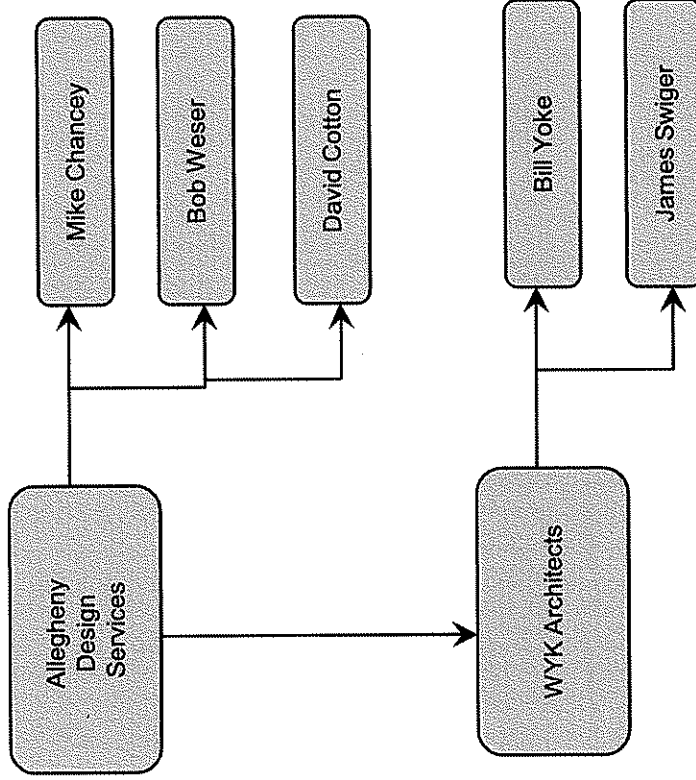 Allegheny
Design
Services
Mike Chancey
Bob Weser
David Cotton
WYK Architects
Bill Yoke
James Swiger